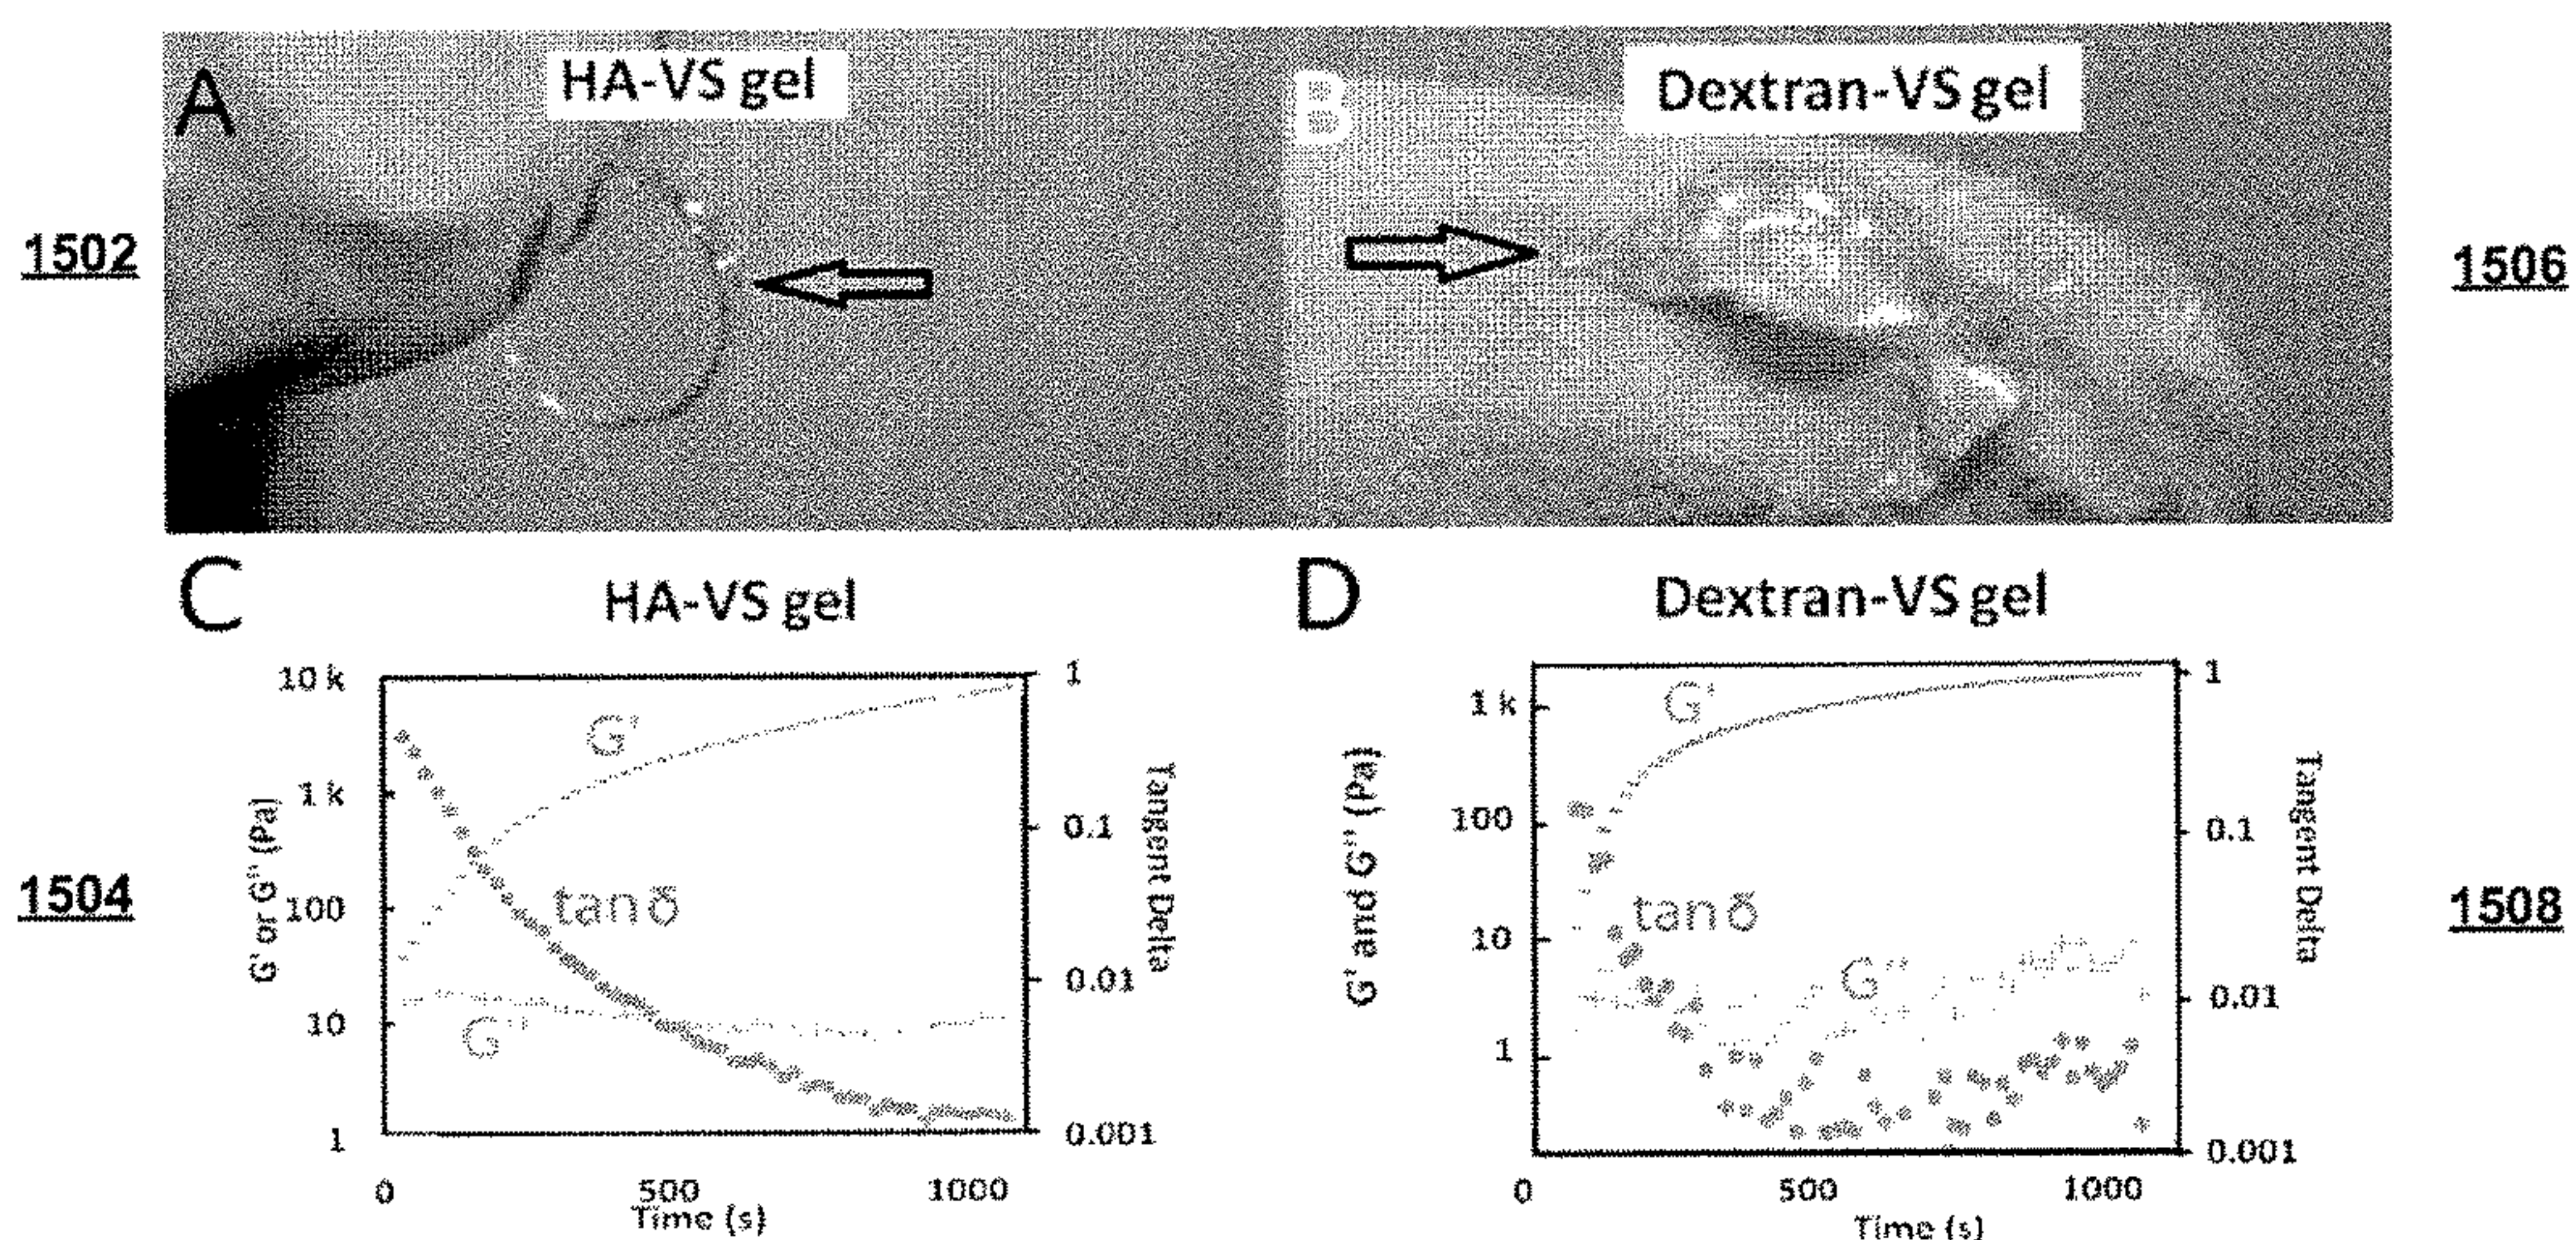 A
HA-VS gel
B
Dextran-VS gel
1502
1506
C
HA-VS gel
10 k
1 k
100
10
1
G' or G'' (Pa)
G'
tan δ
G''
1
0.1
0.01
0.001
Tangent Delta
0
500
1000
Time (s)
1504
D
Dextran-VS gel
1 k
100
10
1
G', and G'', (Pa)
G'
tan δ
G''
1
0.1
0.01
0.001
Tangent Delta
0
500
1000
Time (s)
1508